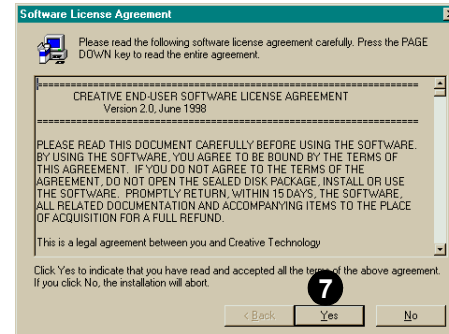 Software License Agreement
Please read the following software license agreement carefully. Press the PAGE
DOWN key to read the entire agreement.
CREATIVE END-USER SOFTWARE LICENSE AGREEMENT
Version 2.0, June 1998
PLEASE READ THIS DOCUMENT CAREFULLY BEFORE USING THE SOFTWARE.
BY USING THE SOFTWARE, YOU AGREE TO BE BOUND BY THE TERMS OF
THIS AGREEMENT. IF YOU DO NOT AGREE TO THE TERMS OF THE
AGREEMENT, DO NOT OPEN THE SEALED DISK PACKAGE, INSTALL OR USE
THE SOFTWARE. PROMPTLY RETURN, WITHIN 15 DAYS, THE SOFTWARE,
ALL RELATED DOCUMENTATION AND ACCOMPANYING ITEMS TO THE PLACE
OF ACQUISITION FOR A FULL REFUND.
This is a legal agreement between you and Creative Technology
Click Yes to indicate that you have read and accepted all the terms of the above agreement.
If you click No, the installation will abort.
7
< Back Yes No